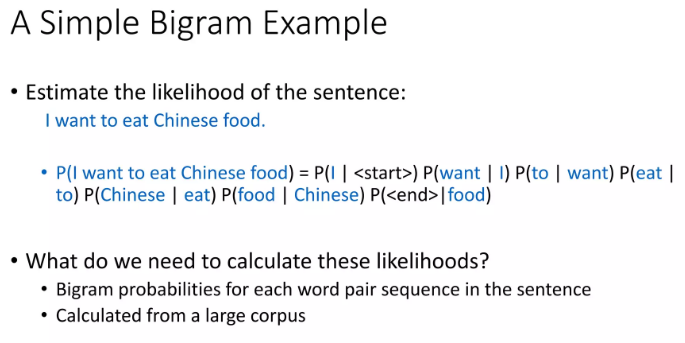 A Simple Bigram Example
• Estimate the likelihood of the sentence:
I want to eat Chinese food.
• P(I want to eat Chinese food) = P(I | <start>) P(want | I) P(to | want) P(eat |
to) P(Chinese | eat) P(food | Chinese) P(<end>|food)
• What do we need to calculate these likelihoods?
• Bigram probabilities for each word pair sequence in the sentence
• Calculated from a large corpus